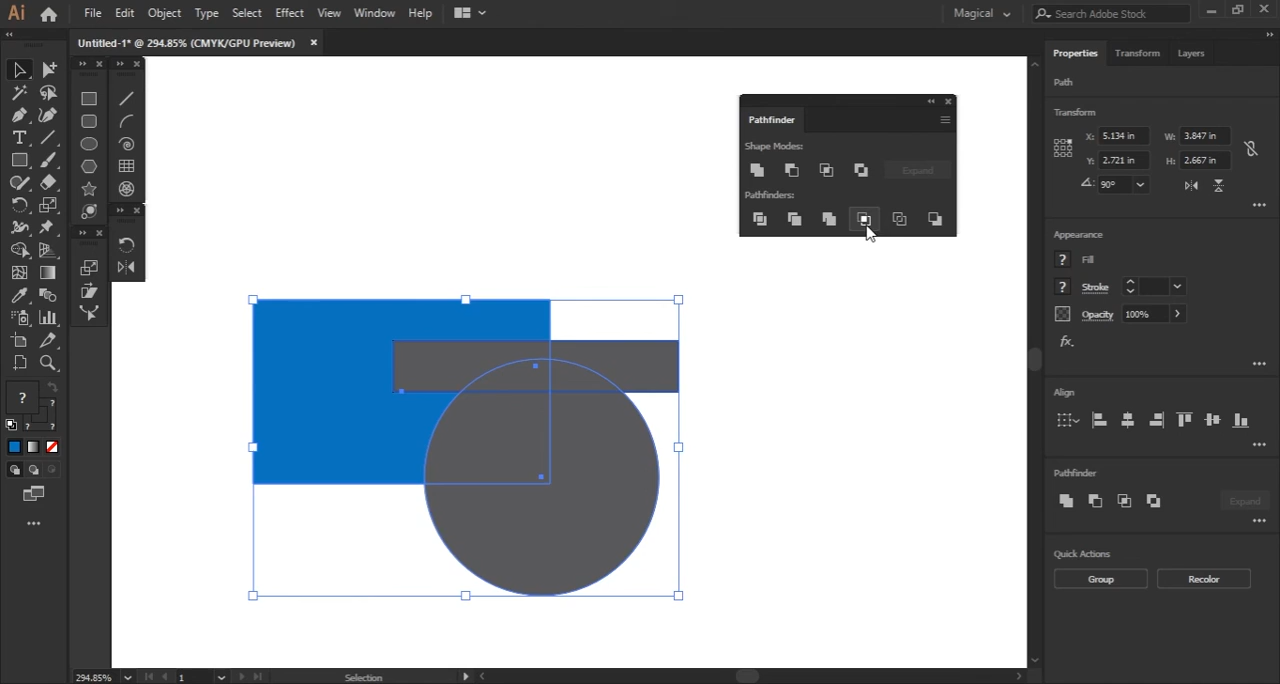 Ai File Edit Object Type Select Effect View Window Help Magical Search Adobe Stock
Untitled-1* @ 294.85% (CMYK/GPU Preview)
Properties Transform Layers
Path
Transform
X: 5.134 in W: 3.847 in
Y: 2.721 in H: 2.667 in
90°
Pathfinder
Shape Modes:
Expand
Pathfinders:
Appearance
? Fill
? Stroke
Opacity 100%
fx.
Align
Pathfinder
Expand
Quick Actions
Group Recolor
T
?
?
? ?
294.85% 1 Selection